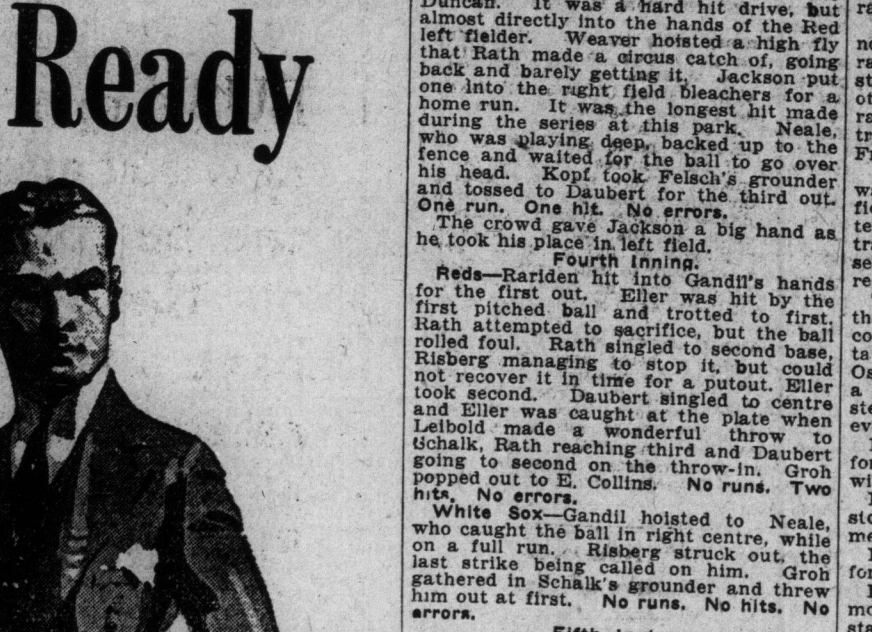 Ready
Duncan. It was a hard hit drive, but
almost directly into the hands of the Red
left fielder. Weaver hoisted a high fly
that Rath made a circus catch of, going
back and barely getting it. Jackson put
one into the right field bleachers for a
home run. It was the longest hit made
during the series at this park. Neale,
who was playing deep, backed up to the
fence and waited for the ball to go over
his head. Kopf took Felsch's grounder
and tossed to Daubert for the third out.
One run. One hit. No errors.
The crowd gave Jackson a big hand as
he took his place in left field.
Fourth Inning.
Reds—Rariden hit into Gandil's hands
for the first out. Eller was hit by the
first pitched ball and trotted to first.
Rath attempted to sacrifice, but the ball
rolled foul. Rath singled to second base,
Risberg managing to stop it, but could
not recover it in time for a putout. Eller
took second. Daubert singled to centre
and Eller was caught at the plate when
Leibold made a wonderful throw to
Schalk, Rath reaching third and Daubert
going to second on the throw-in. Groh
popped out to E. Collins. No runs. Two
hits. No errors.
White Sox—Gandil hoisted to Neale,
who caught the ball in right centre, while
on a full run. Risberg struck out, the
last strike being called on him. Groh
gathered in Schalk's grounder and threw
him out at first. No runs. No hits. No
errors.